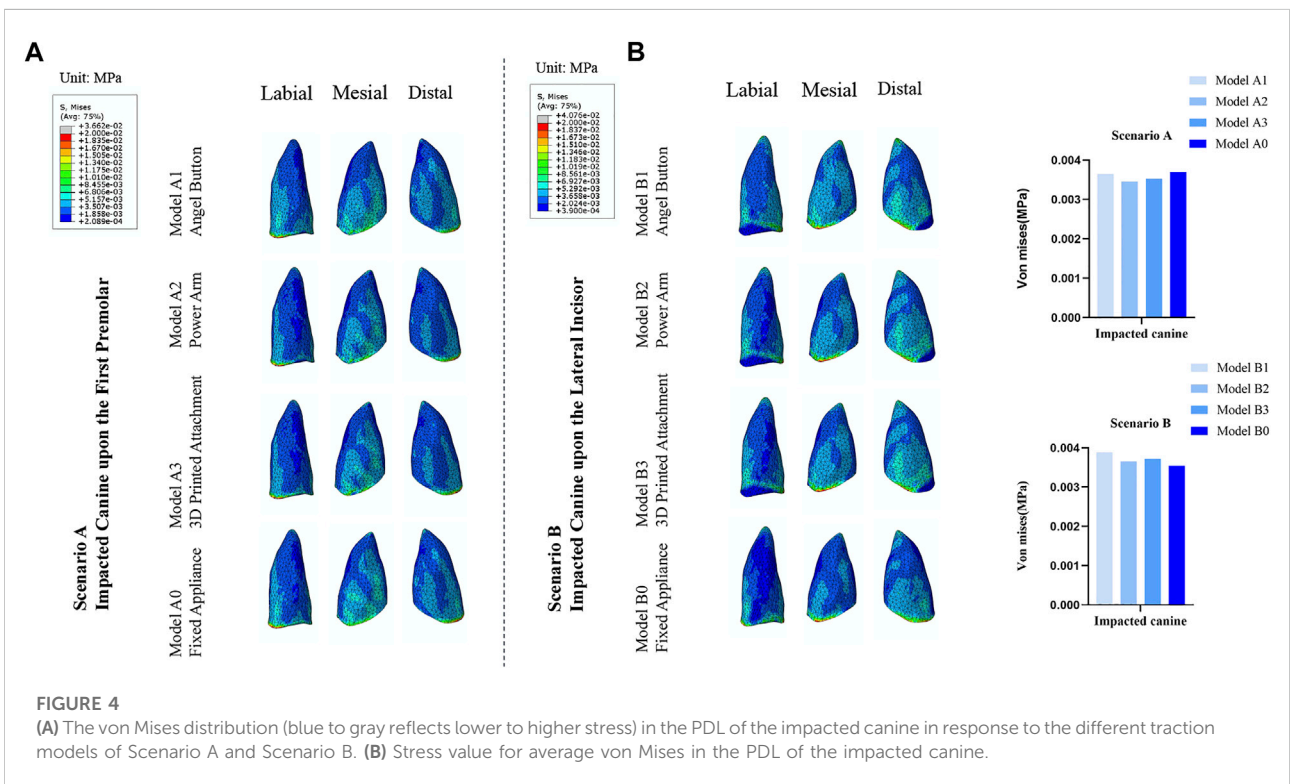 A
Unit: MPa
S, Mises
(Avg: 75%)
+3.662e-02
+2.000e-02
+1.835e-02
+1.670e-02
+1.505e-02
+1.340e-02
+1.175e-02
+1.010e-02
+8.455e-03
+6.806e-03
+5.157e-03
+3.507e-03
+1.858e-03
+2.089e-04
Labial Mesial Distal
Model A1
Angel Button
Model A2
Power Arm
Model A3
3D Printed Attachment
Model A0
Fixed Appliance
Scenario A
Impacted Canine upon the First Premolar
B
Unit: MPa
S, Mises
(Avg: 75%)
+4.076e-02
+2.000e-02
+1.837e-02
+1.673e-02
+1.510e-02
+1.346e-02
+1.183e-02
+1.019e-02
+8.561e-03
+6.927e-03
+5.292e-03
+3.658e-03
+2.024e-03
+3.900e-04
Labial Mesial Distal
Model B1
Angel Button
Model B2
Power Arm
Model B3
3D Printed Attachment
Model B0
Fixed Appliance
Scenario B
Impacted Canine upon the Lateral Incisor
Model A1
Model A2
Model A3
Model A0
Scenario A
Von mises(MPa)
0.004
0.003
0.002
0.001
0.000
Impacted canine
Model B1
Model B2
Model B3
Model B0
Scenario B
Von mises(MPa)
0.004
0.003
0.002
0.001
0.000
Impacted canine
FIGURE 4
(A) The von Mises distribution (blue to gray reflects lower to higher stress) in the PDL of the impacted canine in response to the different traction
models of Scenario A and Scenario B. (B) Stress value for average von Mises in the PDL of the impacted canine.